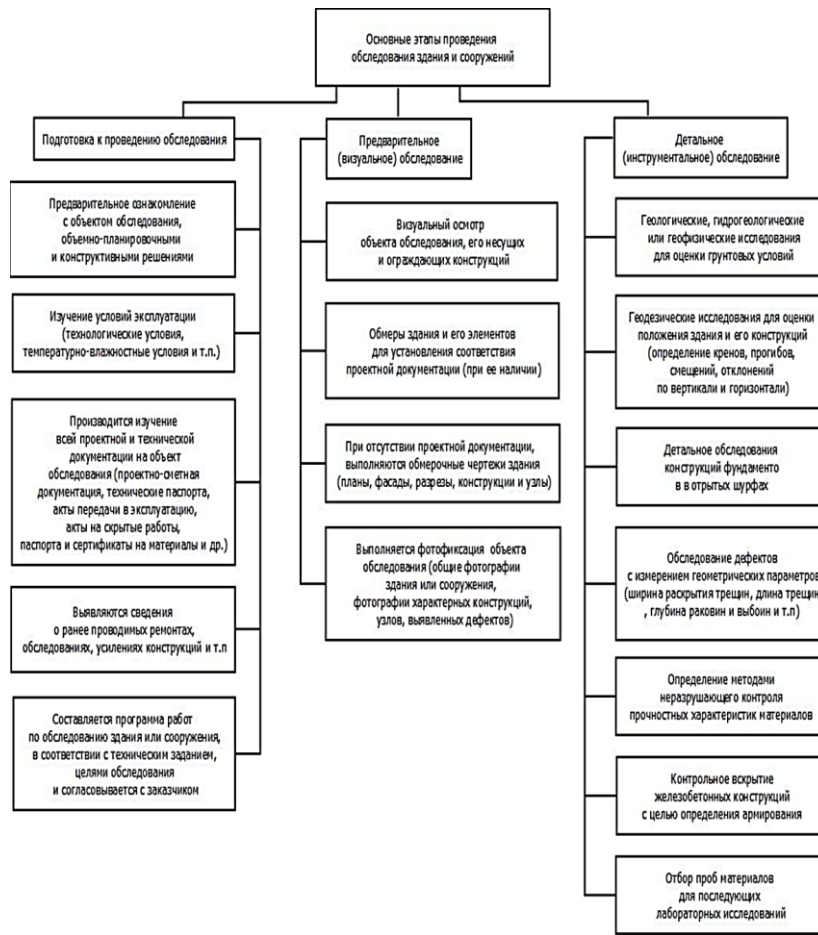 Основные этапы проведения
обследования здания и сооружений
Подготовка к проведению обследования
Предварительное ознакомление
с объектом обследования,
объемно-планировочными
и конструктивными решениями
Изучение условий эксплуатации
(технологические условия,
температурно-влажностные условия и т.п.)
Производится изучение
всей проектной и технической
документации на объект
обследования (проектно-сметная
документация, технические паспорта,
акты передачи в эксплуатацию,
акты на скрытые работы,
паспорта и сертификаты на материалы и др.)
Выявляются сведения
о ранее проводимых ремонтах,
обследованиях, усилениях конструкций и т.п
Составляется программа работ
по обследованию здания или сооружения,
в соответствии с техническим заданием,
целями обследования
и согласовывается с заказчиком
Предварительное
(визуальное) обследование
Визуальный осмотр
объекта обследования, его несущих
и ограждающих конструкций
Обмеры здания и его элементов
для установления соответствия
проектной документации (при ее наличии)
При отсутствии проектной документации,
выполняются обмерочные чертежи здания
(планы, фасады, разрезы, конструкции и узлы)
Выполняется фотофиксация объекта
обследования (общие фотографии
здания или сооружения,
фотографии характерных конструкций,
узлов, выявленных дефектов)
Детальное
(инструментальное) обследование
Геологические, гидрогеологические
или геофизические исследования
для оценки грунтовых условий
Геодезические исследования для оценки
положения здания и его конструкций
(определение кренов, прогибов,
смещений, отклонений
по вертикали и горизонтали)
Детальное обследования
конструкций фундаменто
в в отрытых шурфах
Обследование дефектов
с измерением геометрических параметров
(ширина раскрытия трещин, длина трещин
, глубина раковин и выбоин и т.п)
Определение методами
неразрушающего контроля
прочностных характеристик материалов
Контрольное вскрытие
железобетонных конструкций
с целью определения армирования
Отбор проб материалов
для последующих
лабораторных исследований